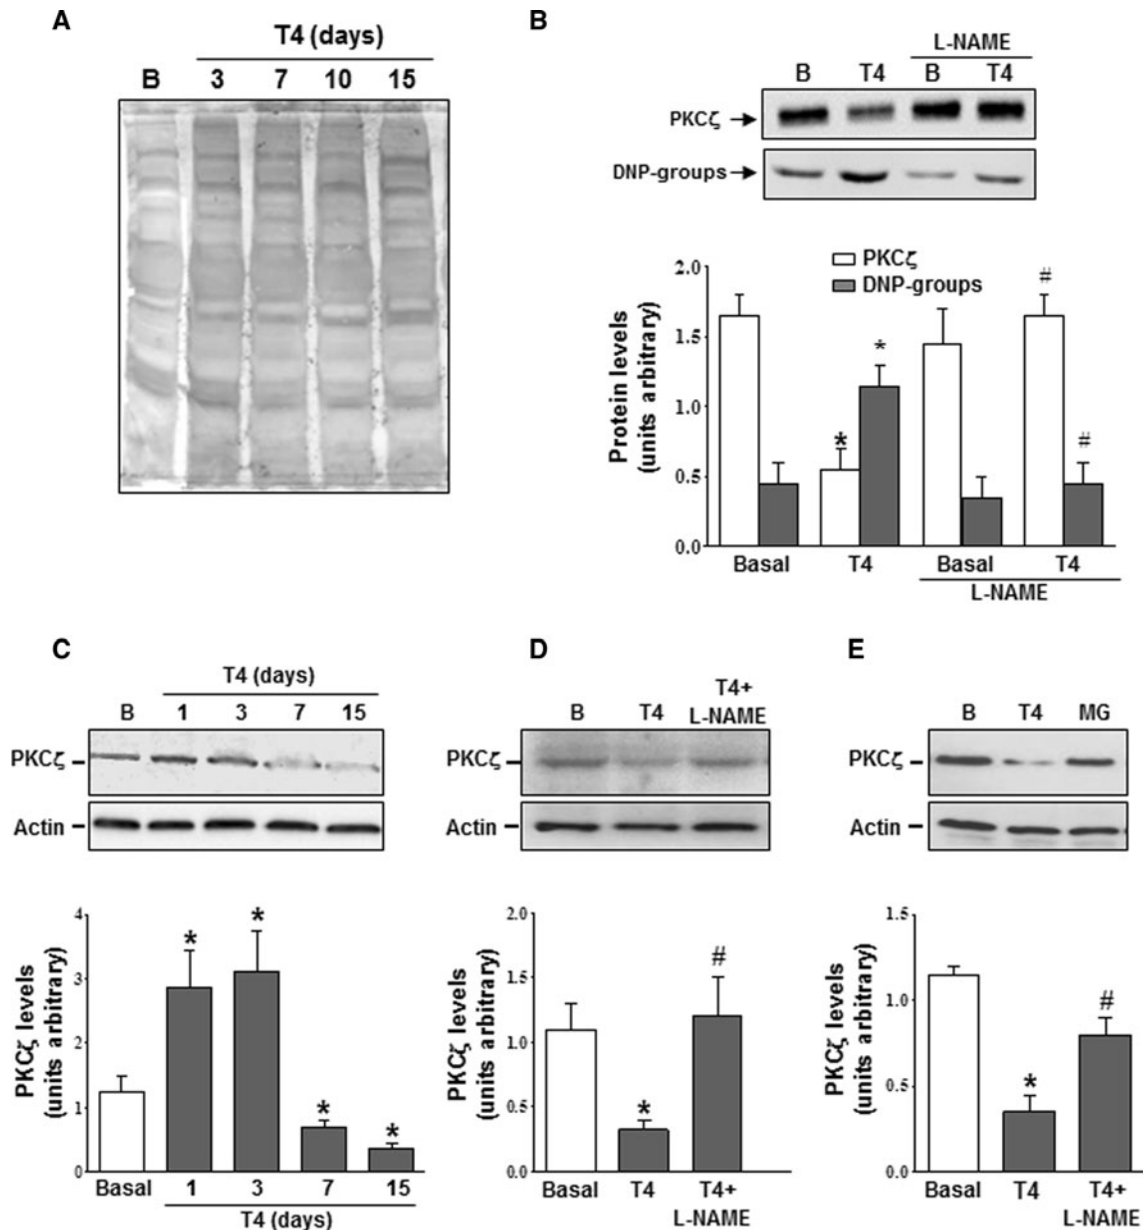 A
T4 (days)
B 3 7 10 15
B
L-NAME
B T4 B T4
PKCζ
DNP-groups
PKCζ
DNP-groups
Protein levels
(units arbitrary)
2.0
1.5
1.0
0.5
0.0
* * # #
Basal T4 Basal T4
L-NAME
C
T4 (days)
B 1 3 7 15
PKCζ
Actin
PKCζ levels
(units arbitrary)
4
3
2
1
0
* * * *
Basal 1 3 7 15
T4 (days)
D
T4+
B T4 L-NAME
PKCζ
Actin
PKCζ levels
(units arbitrary)
2.0
1.5
1.0
0.5
0.0
* #
Basal T4 T4+
L-NAME
E
B T4 MG
PKCζ
Actin
PKCζ levels
(units arbitrary)
1.5
1.0
0.5
0.0
* #
Basal T4 T4+
L-NAME